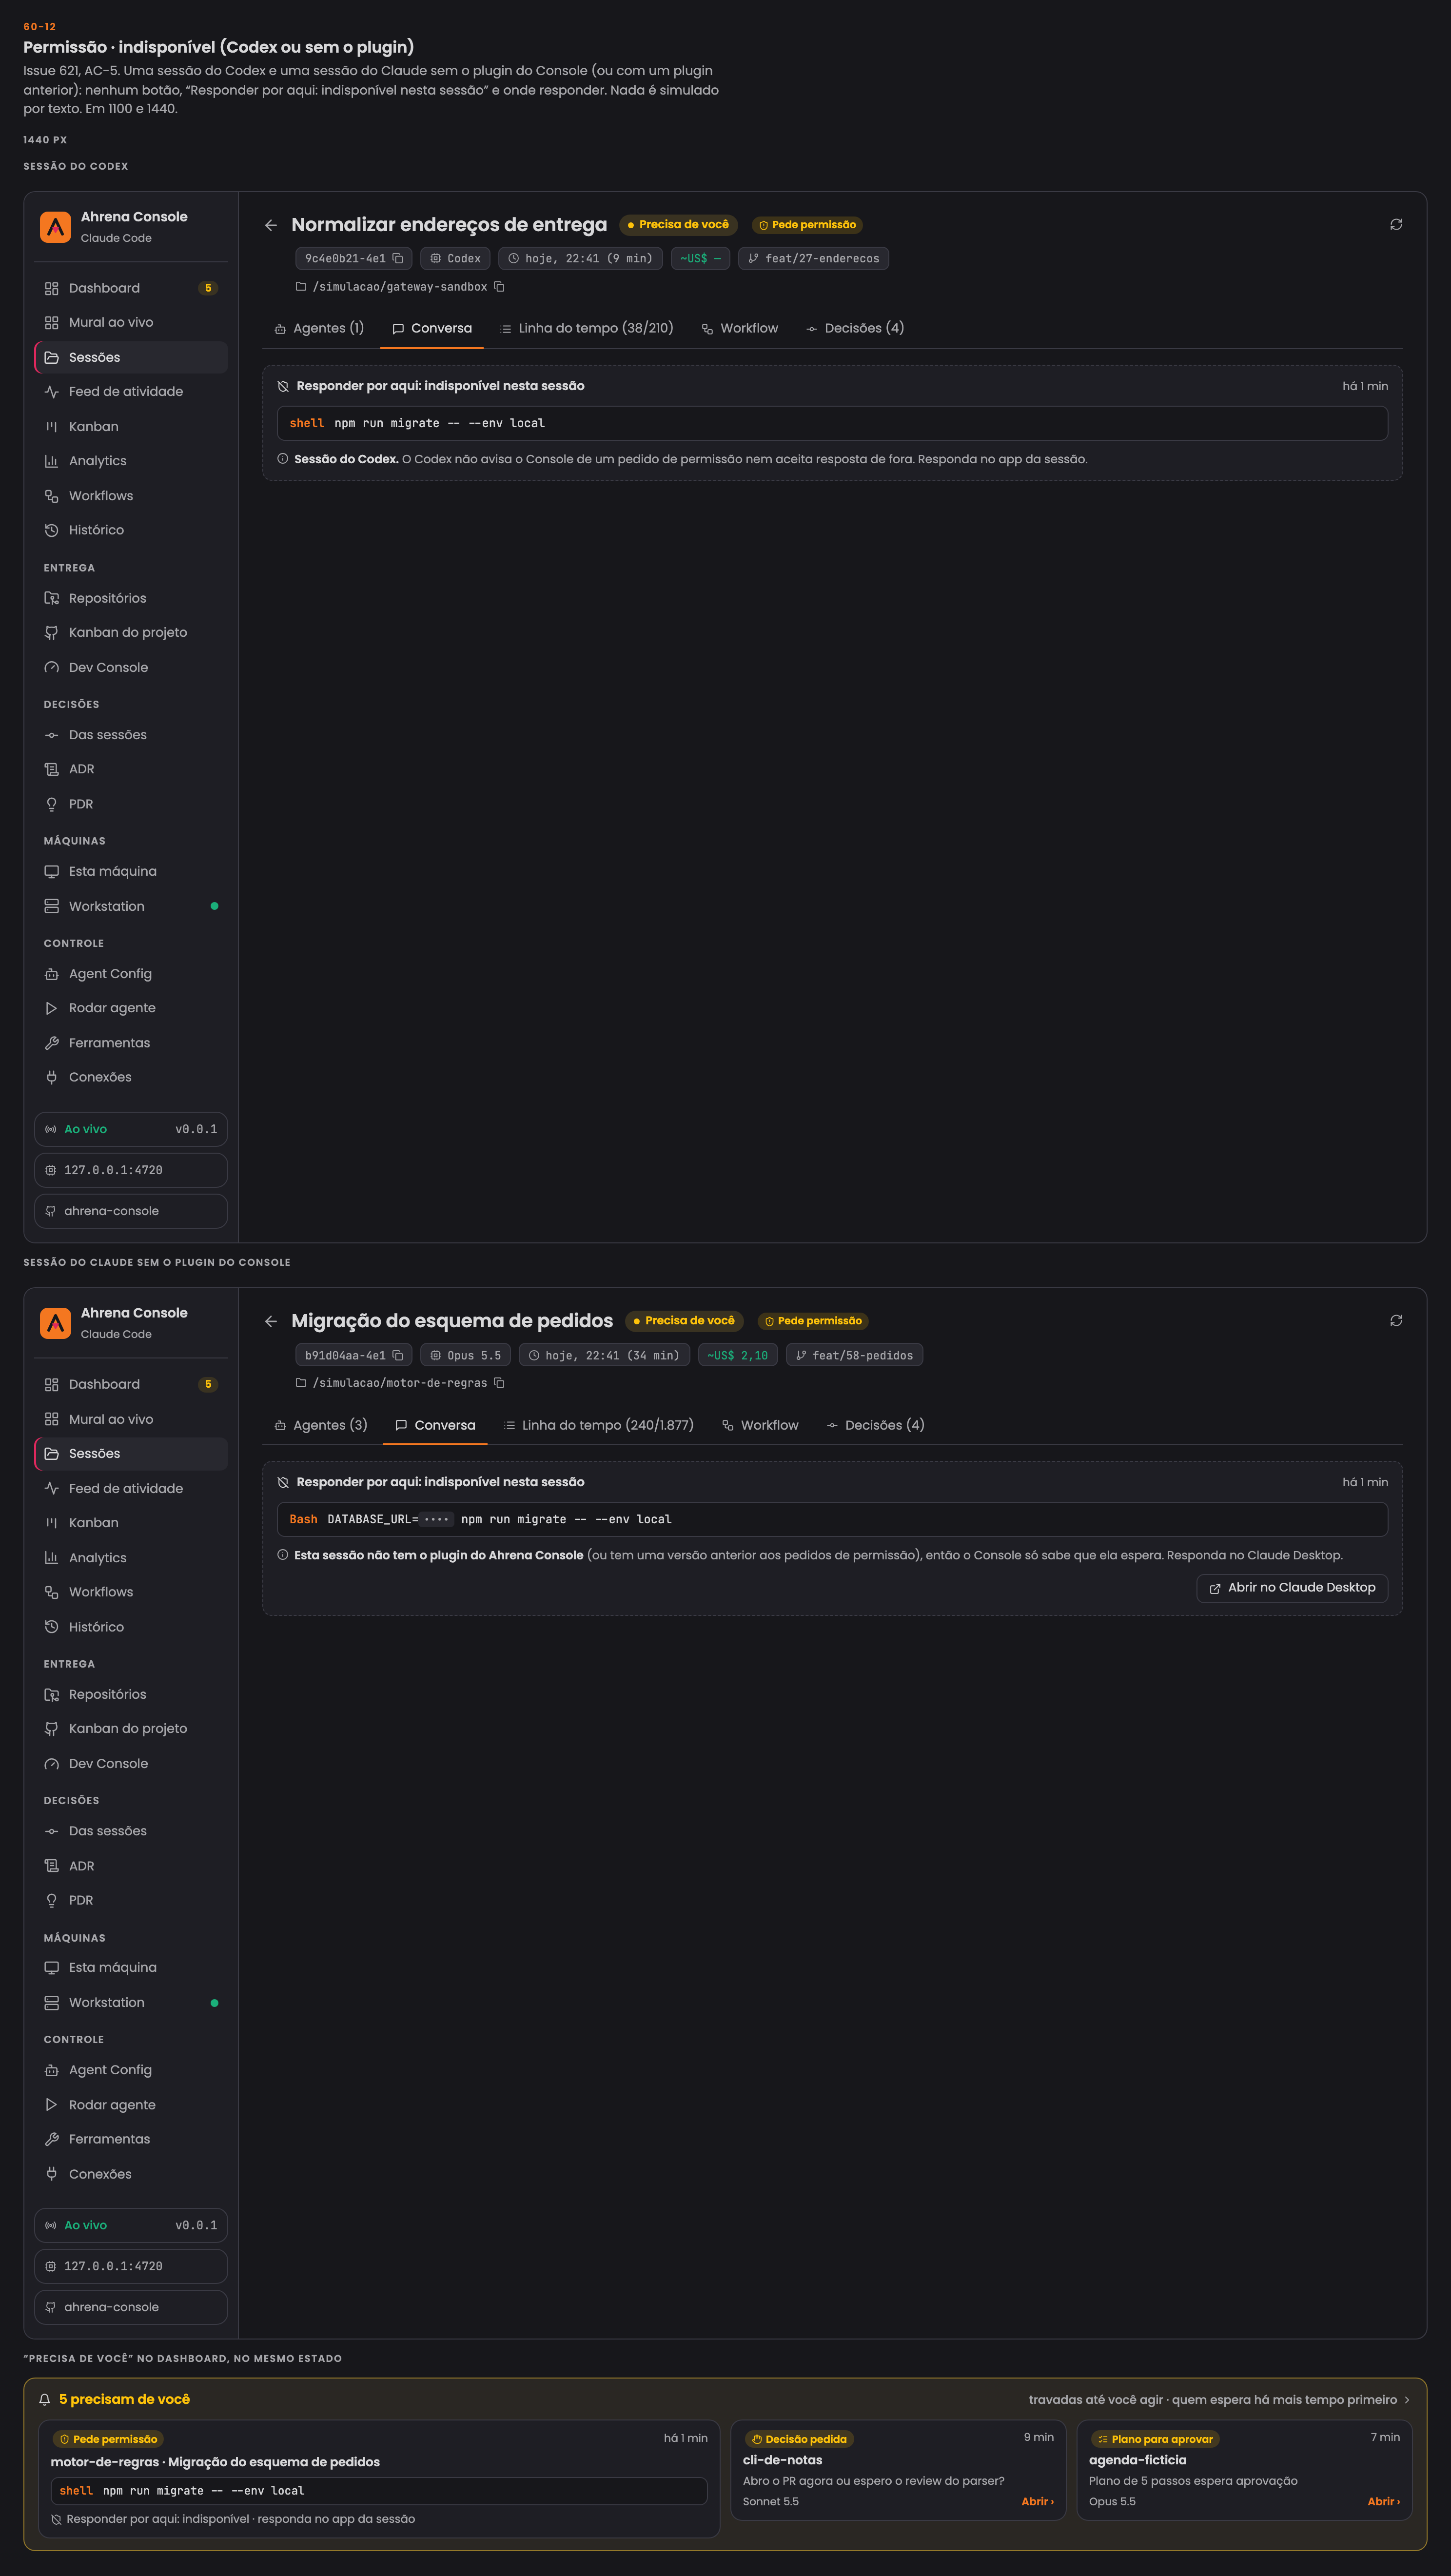 60-12
Permissão · indisponível (Codex ou sem o plugin)
Issue 621, AC-5. Uma sessão do Codex e uma sessão do Claude sem o plugin do Console (ou com um plugin
anterior): nenhum botão, “Responder por aqui: indisponível nesta sessão” e onde responder. Nada é simulado
por texto. Em 1100 e 1440.
1440 PX
SESSÃO DO CODEX
Ahrena Console
Claude Code
Dashboard 5
Mural ao vivo
Sessões
Feed de atividade
Kanban
Analytics
Workflows
Histórico
ENTREGA
Repositórios
Kanban do projeto
Dev Console
DECISÕES
Das sessões
ADR
PDR
MÁQUINAS
Esta máquina
Workstation
CONTROLE
Agent Config
Rodar agente
Ferramentas
Conexões
Ao vivo v0.0.1
127.0.0.1:4720
ahrena-console
Normalizar endereços de entrega Precisa de você Pede permissão
9c4e0b21-4e1 Codex hoje, 22:41 (9 min) ~US$ — feat/27-enderecos
/simulacao/gateway-sandbox
Agentes (1) Conversa Linha do tempo (38/210) Workflow Decisões (4)
Responder por aqui: indisponível nesta sessão há 1 min
shell npm run migrate -- --env local
Sessão do Codex. O Codex não avisa o Console de um pedido de permissão nem aceita resposta de fora. Responda no app da sessão.
SESSÃO DO CLAUDE SEM O PLUGIN DO CONSOLE
Ahrena Console
Claude Code
Dashboard 5
Mural ao vivo
Sessões
Feed de atividade
Kanban
Analytics
Workflows
Histórico
ENTREGA
Repositórios
Kanban do projeto
Dev Console
DECISÕES
Das sessões
ADR
PDR
MÁQUINAS
Esta máquina
Workstation
CONTROLE
Agent Config
Rodar agente
Ferramentas
Conexões
Ao vivo v0.0.1
127.0.0.1:4720
ahrena-console
Migração do esquema de pedidos Precisa de você Pede permissão
b91d04aa-4e1 Opus 5.5 hoje, 22:41 (34 min) ~US$ 2,10 feat/58-pedidos
/simulacao/motor-de-regras
Agentes (3) Conversa Linha do tempo (240/1.877) Workflow Decisões (4)
Responder por aqui: indisponível nesta sessão há 1 min
Bash DATABASE_URL=···· npm run migrate -- --env local
Esta sessão não tem o plugin do Ahrena Console (ou tem uma versão anterior aos pedidos de permissão), então o Console só sabe que ela espera. Responda no Claude Desktop.
Abrir no Claude Desktop
“PRECISA DE VOCÊ” NO DASHBOARD, NO MESMO ESTADO
5 precisam de você travadas até você agir · quem espera há mais tempo primeiro ›
Pede permissão há 1 min
motor-de-regras · Migração do esquema de pedidos
shell npm run migrate -- --env local
Responder por aqui: indisponível · responda no app da sessão
Decisão pedida 9 min
cli-de-notas
Abro o PR agora ou espero o review do parser?
Sonnet 5.5 Abrir ›
Plano para aprovar 7 min
agenda-ficticia
Plano de 5 passos espera aprovação
Opus 5.5 Abrir ›